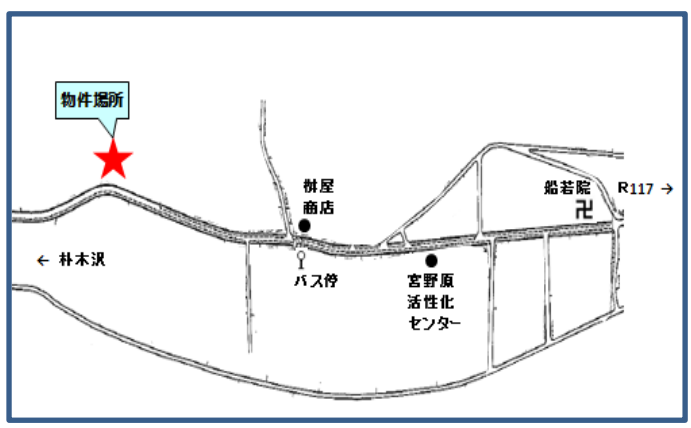 物件場所
桝屋
商店
船若院
R117 →
卍
← 朴木沢
バス停
宮野原
活性化
センター